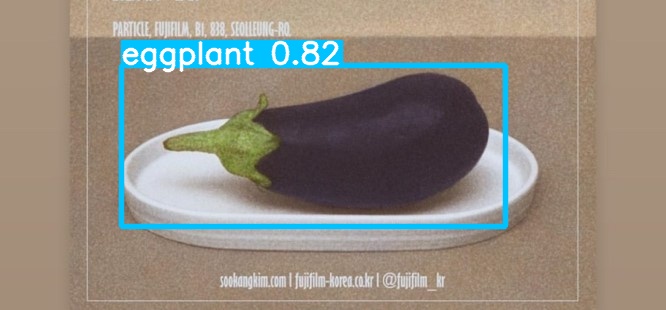 PARTICLE, FUJIFILM, B1, 838, SEOLLEUNG-RO.
eggplant 0.82
sookangkim.com | fujifilm-korea.co.kr | @fujifilm_kr